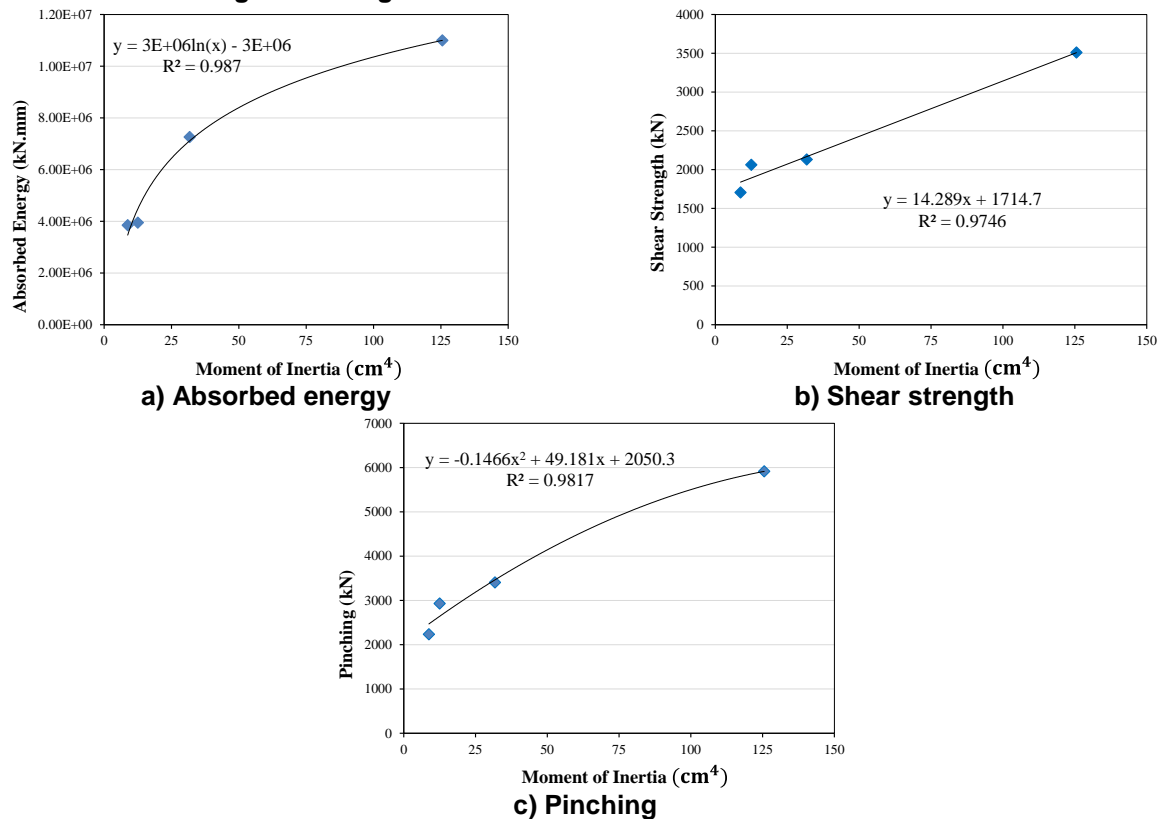 1.20E+07
1.00E+07
8.00E+06
6.00E+06
4.00E+06
2.00E+06
0.00E+00
0 25 50 75 100 125 150
Absorbed Energy (kN.mm)
y = 3E+06ln(x) - 3E+06
R² = 0.987
Moment of Inertia (cm⁴)
a) Absorbed energy
4000
3500
3000
2500
2000
1500
1000
500
0
0 25 50 75 100 125 150
Shear Strength (kN)
y = 14.289x + 1714.7
R² = 0.9746
Moment of Inertia (cm⁴)
b) Shear strength
7000
6000
5000
4000
3000
2000
1000
0
0 25 50 75 100 125 150
Pinching (kN)
y = -0.1466x² + 49.181x + 2050.3
R² = 0.9817
Moment of Inertia (cm⁴)
c) Pinching